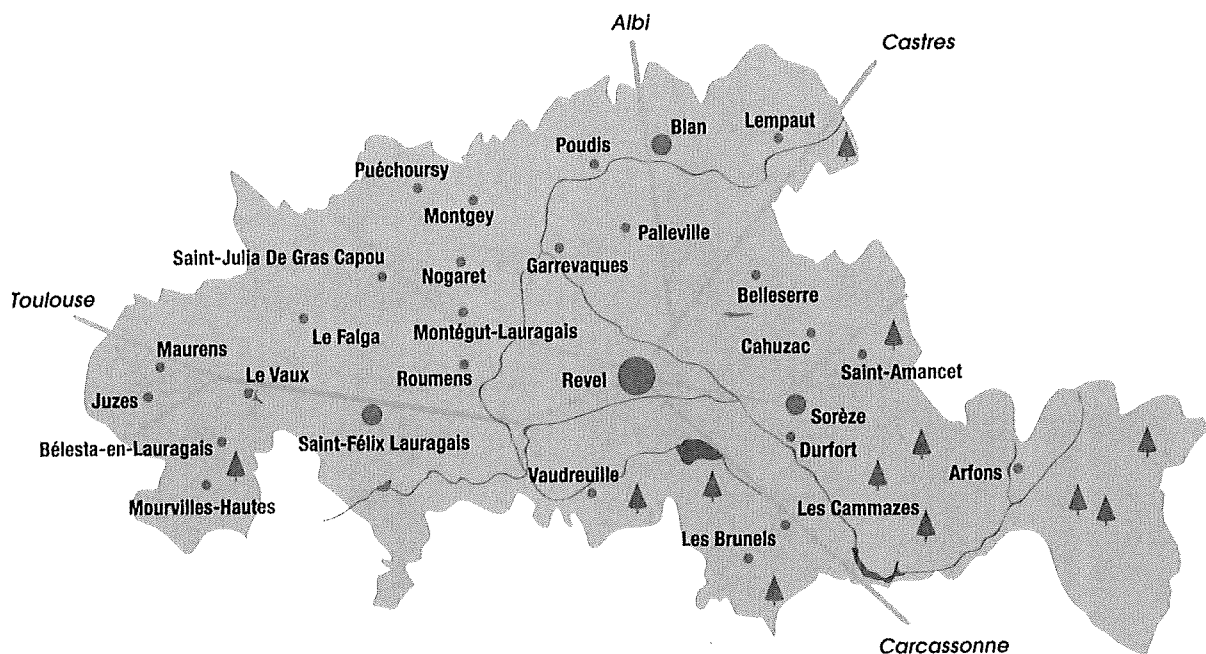 Albi
Castres
Blan
Lempaut
Poudis
Puéchoursy
Montgey
Palleville
Saint-Julia De Gras Capou
Nogaret
Garrevaques
Belleserre
Toulouse
Le Falga
Montégut-Lauragais
Cahuzac
Maurens
Saint-Amancet
Le Vaux
Roumens
Revel
Juzes
Sorèze
Bélesta-en-Lauragais
Saint-Félix Lauragais
Durfort
Vaudreuille
Arfons
Mourvilles-Hautes
Les Cammazes
Les Brunels
Carcassonne